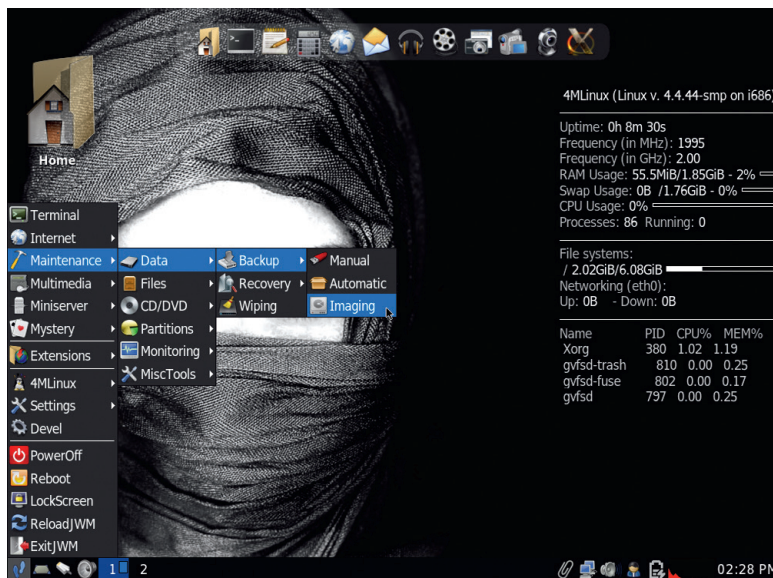 Home
4MLinux (Linux v. 4.4.44-smp on i686)
Uptime: 0h 8m 30s
Frequency (in MHz): 1995
Frequency (in GHz): 2.00
RAM Usage: 55.5MiB/1.85GiB - 2%
Swap Usage: 0B /1.76GiB - 0%
CPU Usage: 0%
Processes: 86 Running: 0
File systems:
/ 2.02GiB/6.08GiB
Networking (eth0):
Up: 0B - Down: 0B
Name PID CPU% MEM%
Xorg 380 1.02 1.19
gvfsd-trash 810 0.00 0.25
gvfsd-fuse 802 0.00 0.17
gvfsd 797 0.00 0.25
Terminal
Internet
Maintenance
Multimedia
Miniserver
Mystery
Extensions
4MLinux
Settings
Devel
PowerOff
Reboot
LockScreen
ReloadJWM
ExitJWM
Data
Files
CD/DVD
Partitions
Monitoring
MiscTools
Backup
Recovery
Wiping
Manual
Automatic
Imaging
1 2
02:28 PM